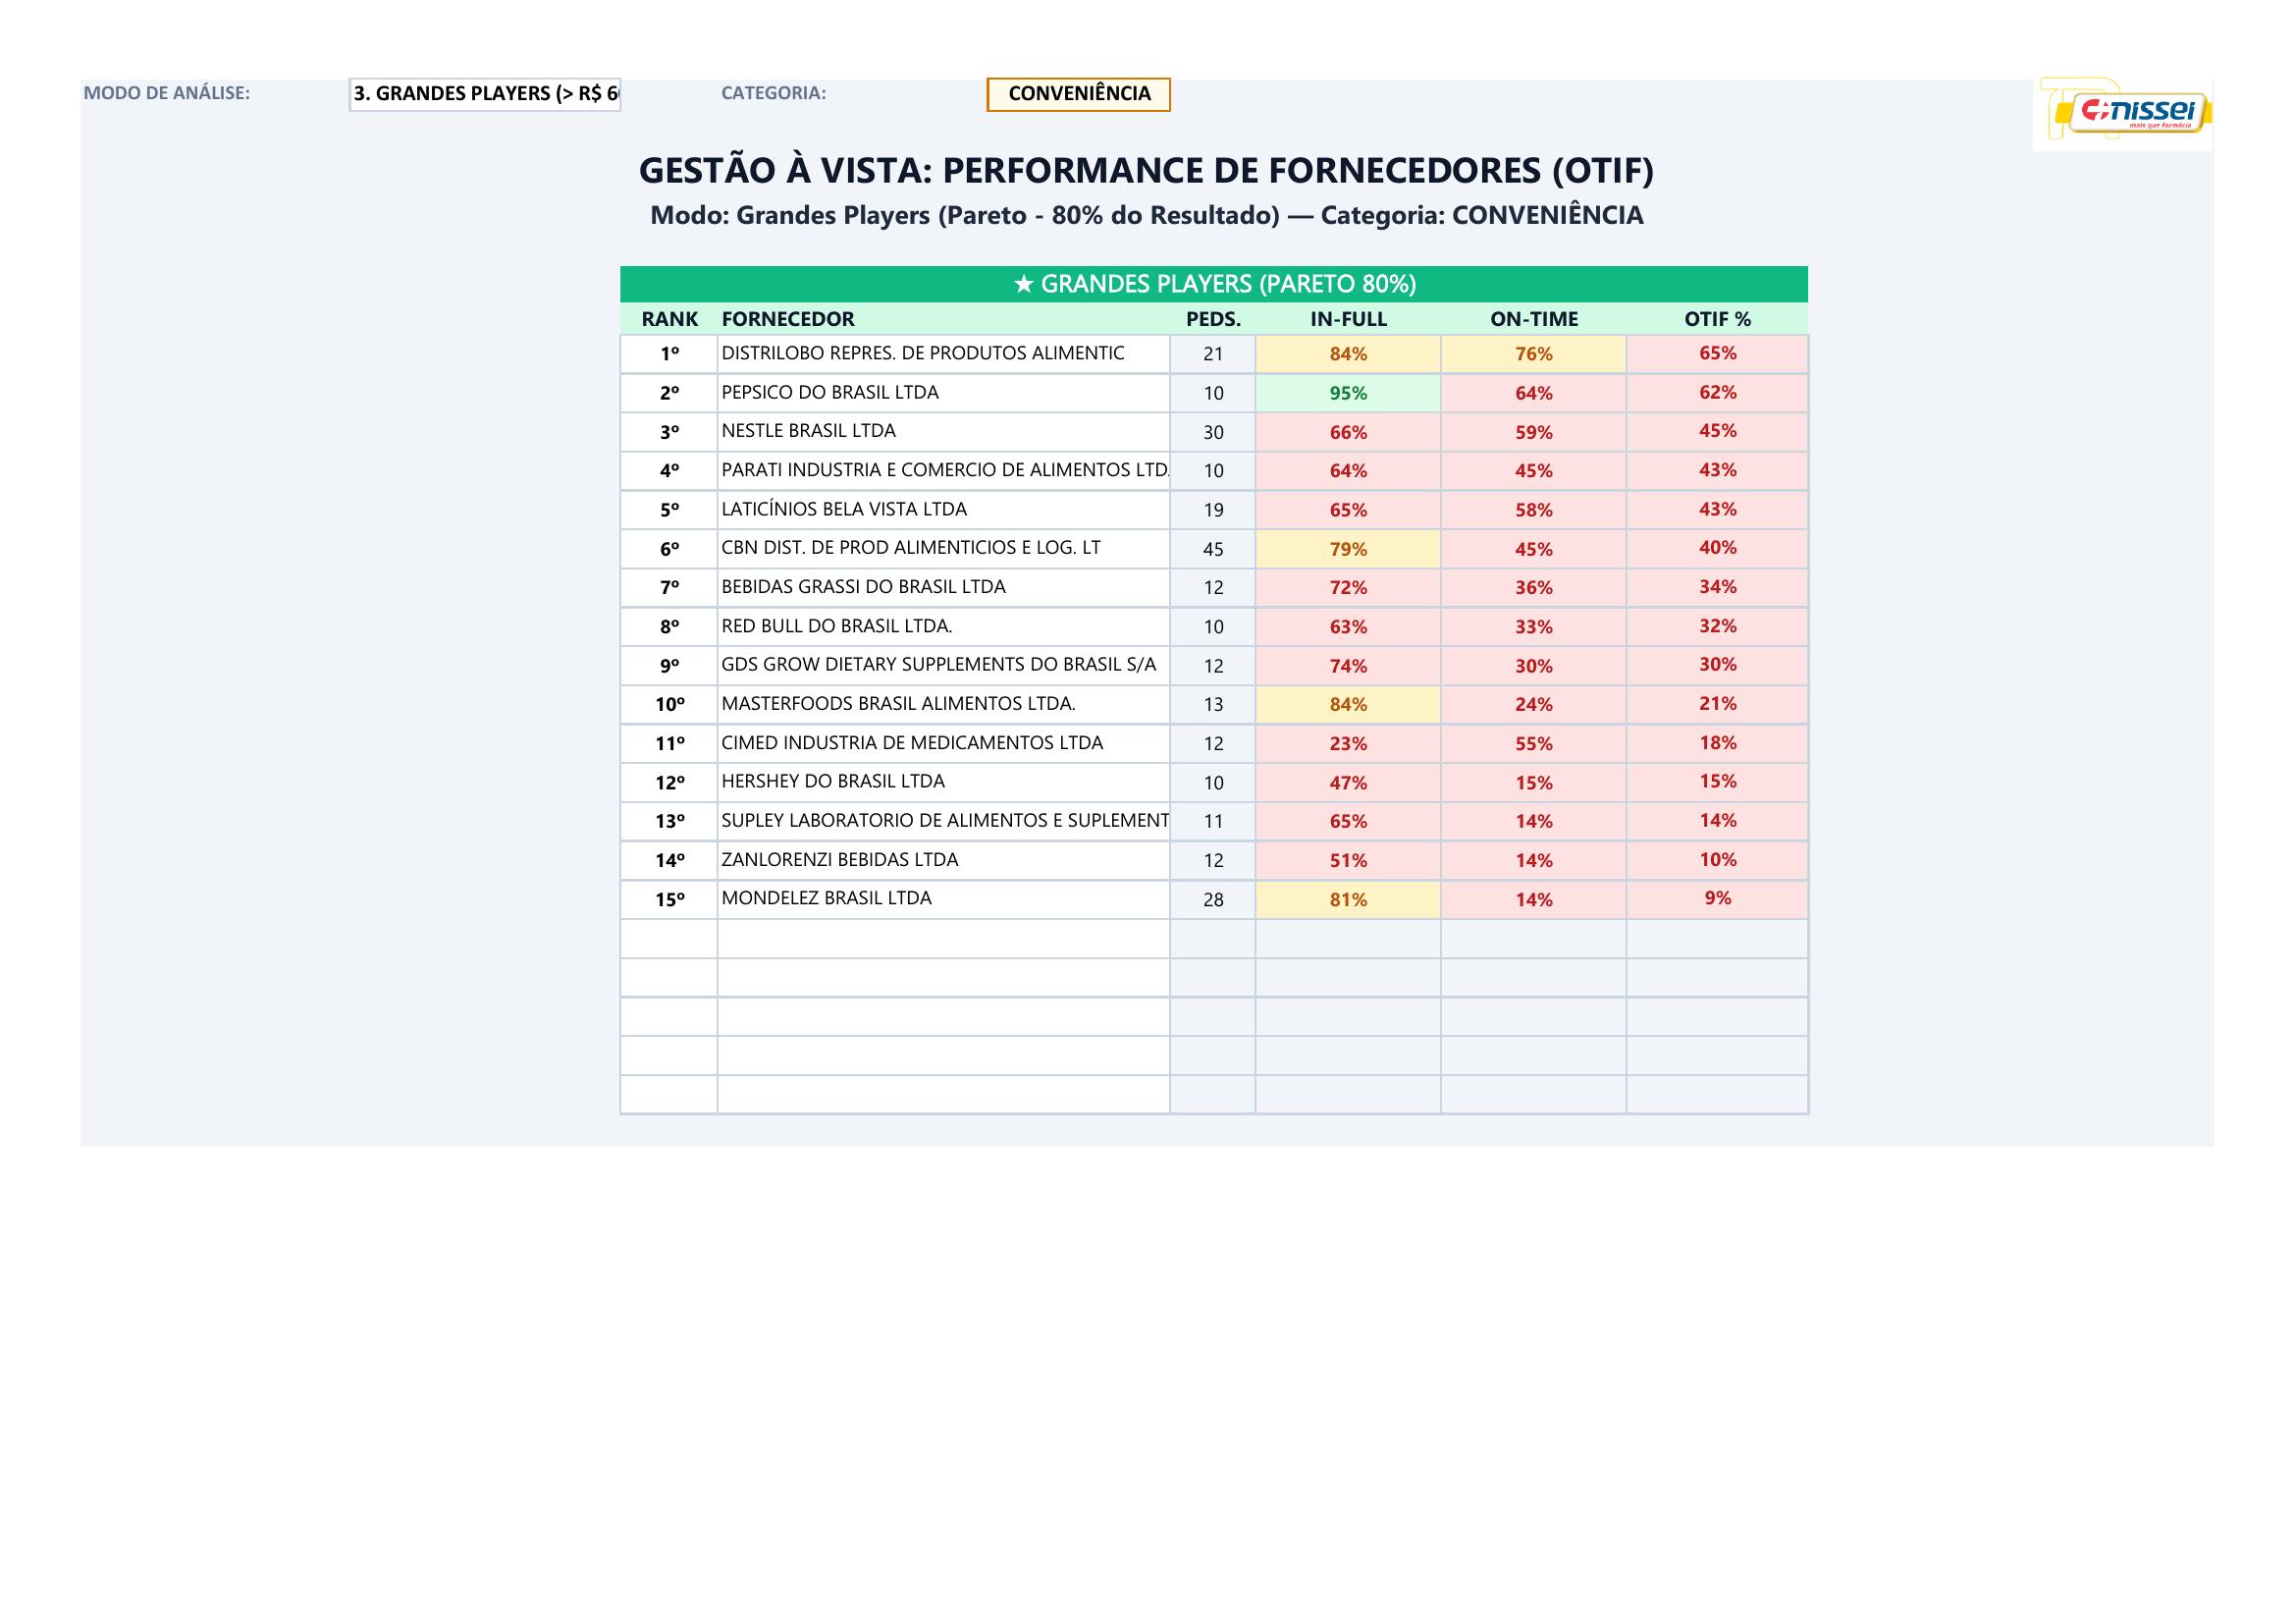 MODO DE ANÁLISE: 3. GRANDES PLAYERS (> R$ 6 CATEGORIA: CONVENIÊNCIA
nissei
mais que farmácia
GESTÃO À VISTA: PERFORMANCE DE FORNECEDORES (OTIF)
Modo: Grandes Players (Pareto - 80% do Resultado) — Categoria: CONVENIÊNCIA
★ GRANDES PLAYERS (PARETO 80%)
RANK FORNECEDOR PEDS. IN-FULL ON-TIME OTIF %
1º DISTRILOBO REPRES. DE PRODUTOS ALIMENTIC 21 84% 76% 65%
2º PEPSICO DO BRASIL LTDA 10 95% 64% 62%
3º NESTLE BRASIL LTDA 30 66% 59% 45%
4º PARATI INDUSTRIA E COMERCIO DE ALIMENTOS LTD 10 64% 45% 43%
5º LATICÍNIOS BELA VISTA LTDA 19 65% 58% 43%
6º CBN DIST. DE PROD ALIMENTICIOS E LOG. LT 45 79% 45% 40%
7º BEBIDAS GRASSI DO BRASIL LTDA 12 72% 36% 34%
8º RED BULL DO BRASIL LTDA. 10 63% 33% 32%
9º GDS GROW DIETARY SUPPLEMENTS DO BRASIL S/A 12 74% 30% 30%
10º MASTERFOODS BRASIL ALIMENTOS LTDA. 13 84% 24% 21%
11º CIMED INDUSTRIA DE MEDICAMENTOS LTDA 12 23% 55% 18%
12º HERSHEY DO BRASIL LTDA 10 47% 15% 15%
13º SUPLEY LABORATORIO DE ALIMENTOS E SUPLEMENT 11 65% 14% 14%
14º ZANLORENZI BEBIDAS LTDA 12 51% 14% 10%
15º MONDELEZ BRASIL LTDA 28 81% 14% 9%